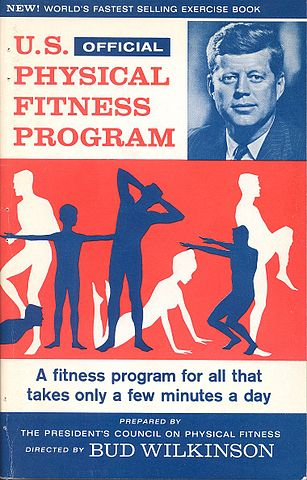 NEW! WORLD'S FASTEST SELLING EXERCISE BOOK
U.S. OFFICIAL
PHYSICAL
FITNESS
PROGRAM
A fitness program for all that
takes only a few minutes a day
PREPARED BY
THE PRESIDENT'S COUNCIL ON PHYSICAL FITNESS
DIRECTED BY BUD WILKINSON